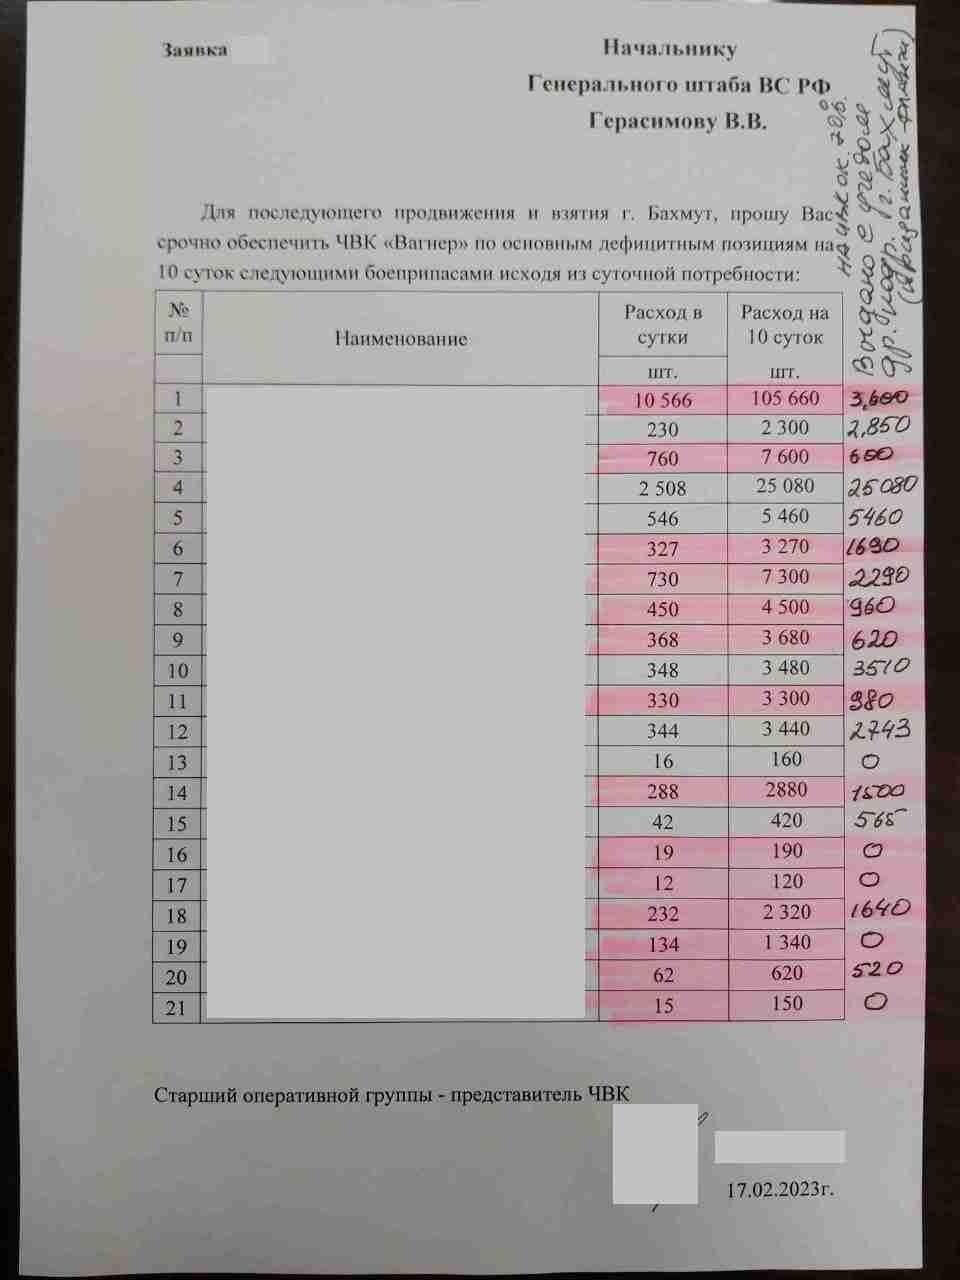 Заявка
Начальнику
Генерального штаба ВС РФ
Герасимову В.В.
Для последующего продвижения и взятия г. Бахмут, прошу Вас
срочно обеспечить ЧВК «Вагнер» по основным дефицитным позициям на
10 суток следующими боеприпасами исходя из суточной потребности:
№ п/п Наименование Расход в сутки Расход на 10 суток
шт. шт.
1 10 566 105 660 3,600
2 230 2 300 2,850
3 760 7 600 600
4 2 508 25 080 25080
5 546 5 460 5460
6 327 3 270 1690
7 730 7 300 2290
8 450 4 500 960
9 368 3 680 620
10 348 3 480 3510
11 330 3 300 980
12 344 3 440 2743
13 16 160 0
14 288 2880 1500
15 42 420 565
16 19 190 0
17 12 120 0
18 232 2 320 1640
19 134 1 340 0
20 62 620 520
21 15 150 0
Выдано с
др. подр. г. Бахмут
Старший оперативной группы - представитель ЧВК
17.02.2023г.